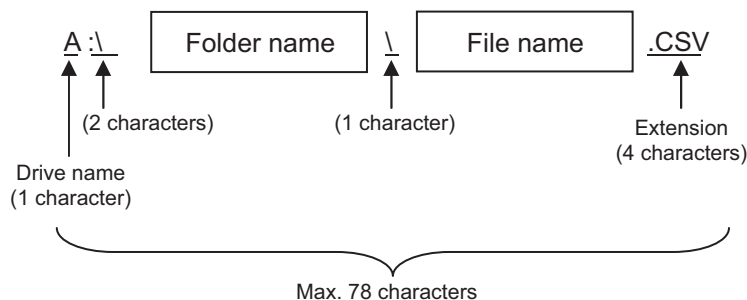 A :\ Folder name \ File name .CSV
(2 characters) (1 character)
Extension
(4 characters)
Drive name
(1 character)
Max. 78 characters